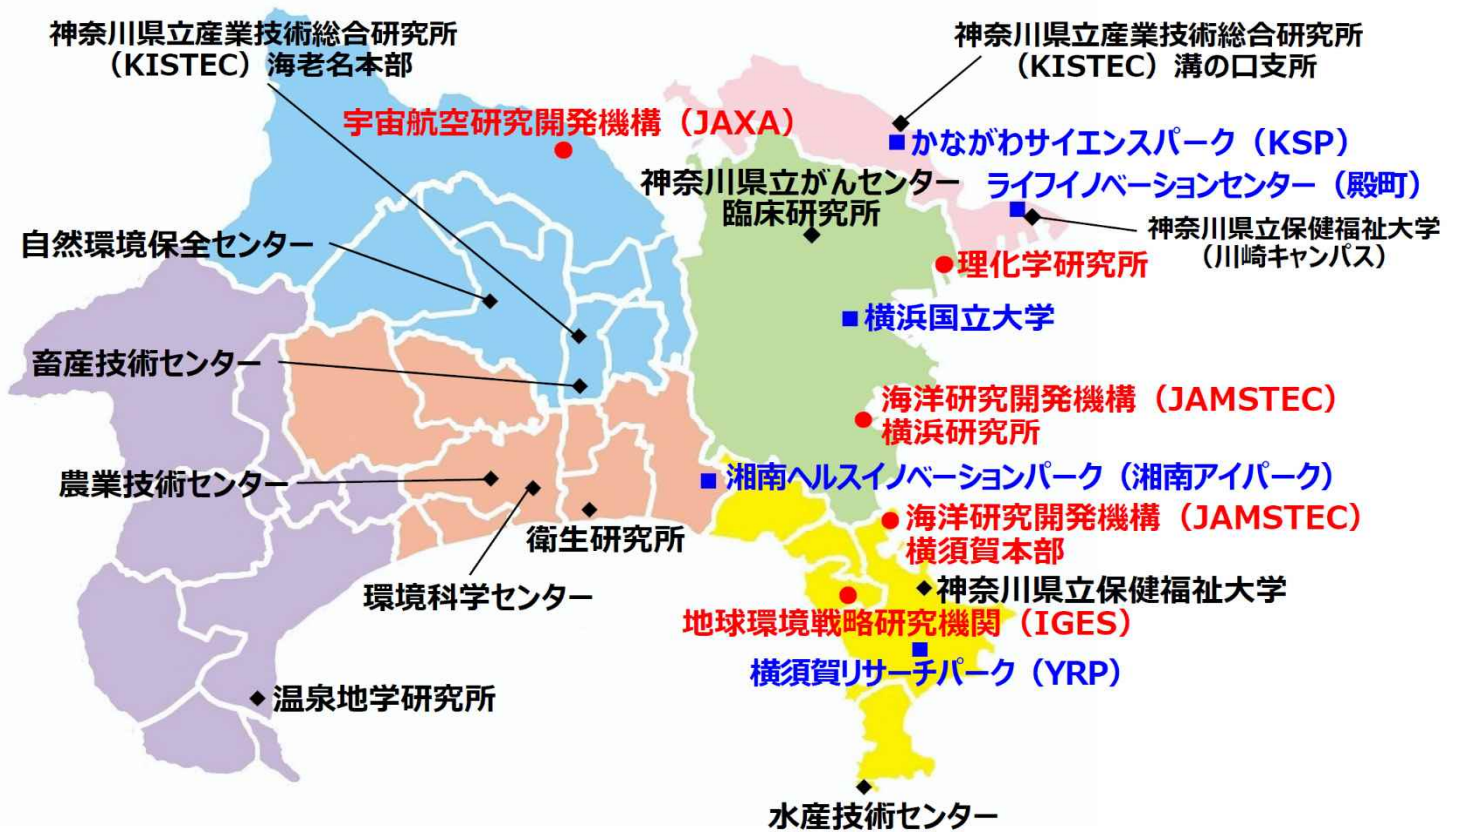 神奈川県立産業技術総合研究所
（KISTEC）海老名本部
神奈川県立産業技術総合研究所
（KISTEC）溝の口支所
宇宙航空研究開発機構（JAXA）
かながわサイエンスパーク（KSP）
神奈川県立がんセンター
臨床研究所
ライフイノベーションセンター（殿町）
神奈川県立保健福祉大学
（川崎キャンパス）
自然環境保全センター
理化学研究所
横浜国立大学
畜産技術センター
海洋研究開発機構（JAMSTEC）
横浜研究所
農業技術センター
湘南ヘルスイノベーションパーク（湘南アイパーク）
海洋研究開発機構（JAMSTEC）
横須賀本部
衛生研究所
環境科学センター
神奈川県立保健福祉大学
地球環境戦略研究機関（IGES）
横須賀リサーチパーク（YRP）
温泉地学研究所
水産技術センター